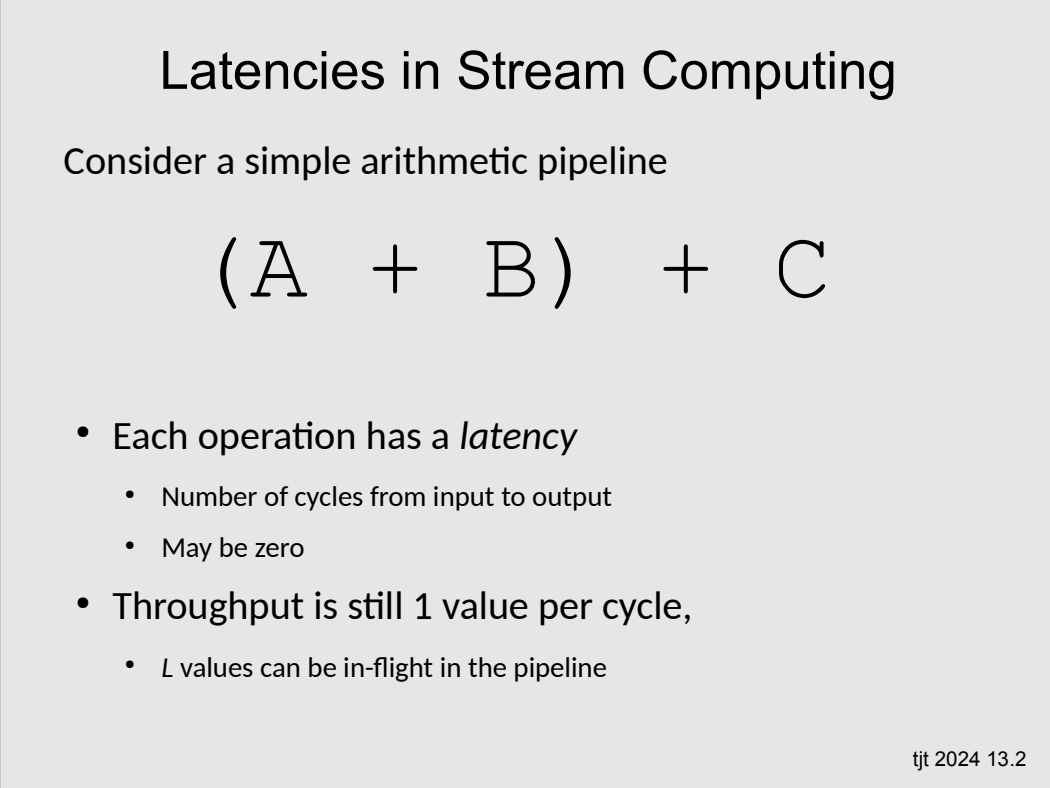 Latencies in Stream Computing
Consider a simple arithmetic pipeline
(A + B) + C
• Each operation has a latency
• Number of cycles from input to output
• May be zero
• Throughput is still 1 value per cycle,
• L values can be in-flight in the pipeline
tjt 2024 13.2